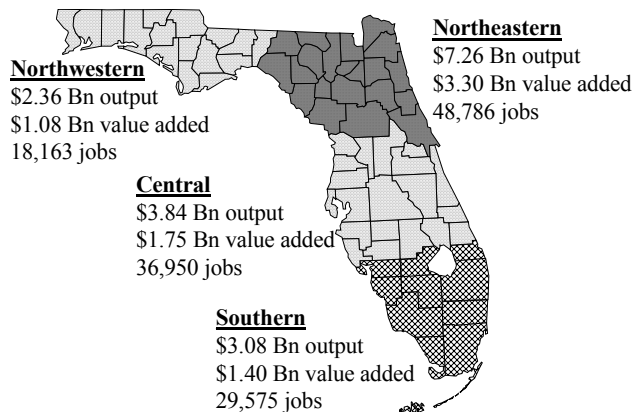 Northeastern
$7.26 Bn output
$3.30 Bn value added
48,786 jobs
Northwestern
$2.36 Bn output
$1.08 Bn value added
18,163 jobs
Central
$3.84 Bn output
$1.75 Bn value added
36,950 jobs
Southern
$3.08 Bn output
$1.40 Bn value added
29,575 jobs